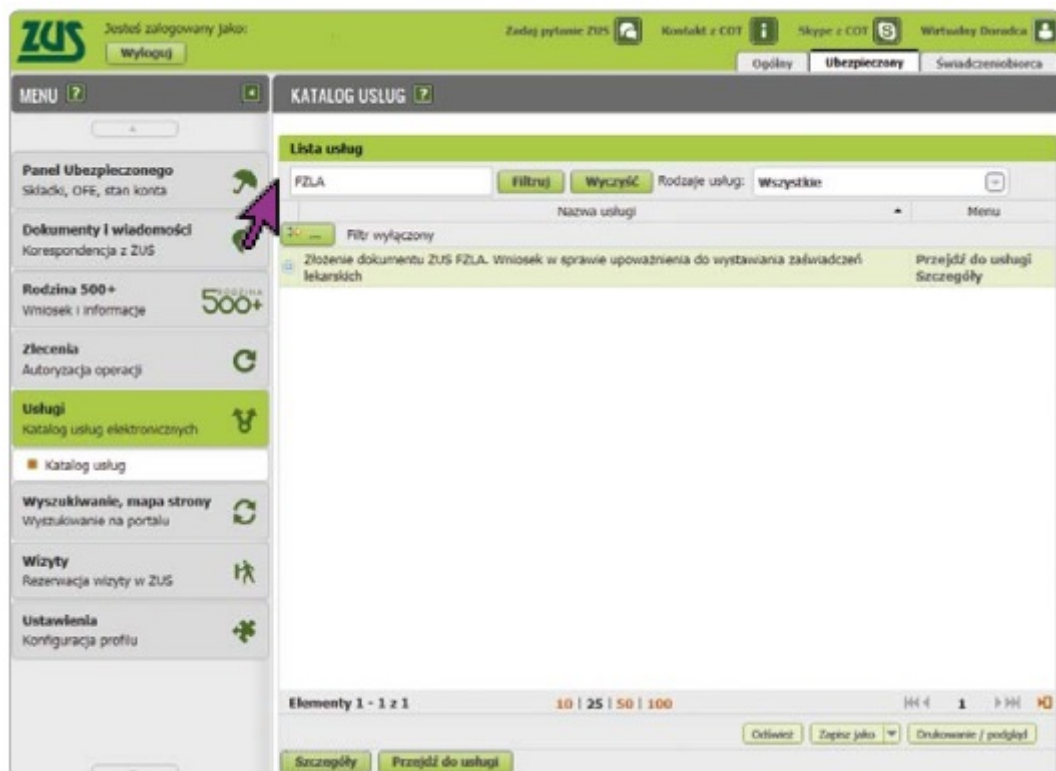 ZUS
Jesteś zalogowany jako:
Wyloguj
Zadaj pytanie ZUS
Kontakt z COT
Skype z COT
Wirtualny Doradca
Ogólny
Ubezpieczony
Świadczeniobiorca
MENU ?
KATALOG USŁUG ?
Panel Ubezpieczonego
Składki, OFE, stan konta
Dokumenty i wiadomości
Korespondencja z ZUS
Rodzina 500+
Wniosek i informacje
RODZINA
500+
Zlecenia
Autoryzacja operacji
Usługi
Katalog usług elektronicznych
Katalog usług
Wyszukiwanie, mapa strony
Wyszukiwanie na portalu
Wizyty
Rezerwacja wizyty w ZUS
Ustawienia
Konfiguracja profilu
Lista usług
FZLA
Filtruj
Wyczyść
Rodzaje usług:
Wszystkie
Nazwa usługi
Menu
...
Filtr wyłączony
Złożenie dokumentu ZUS FZLA. Wniosek w sprawie upoważnienia do wystawiania zaświadczeń
lekarskich
Przejdź do usługi
Szczegóły
Elementy 1 - 1 z 1
10 | 25 | 50 | 100
1
Odśwież
Zapisz jako
Drukowanie / podgląd
Szczegóły
Przejdź do usługi